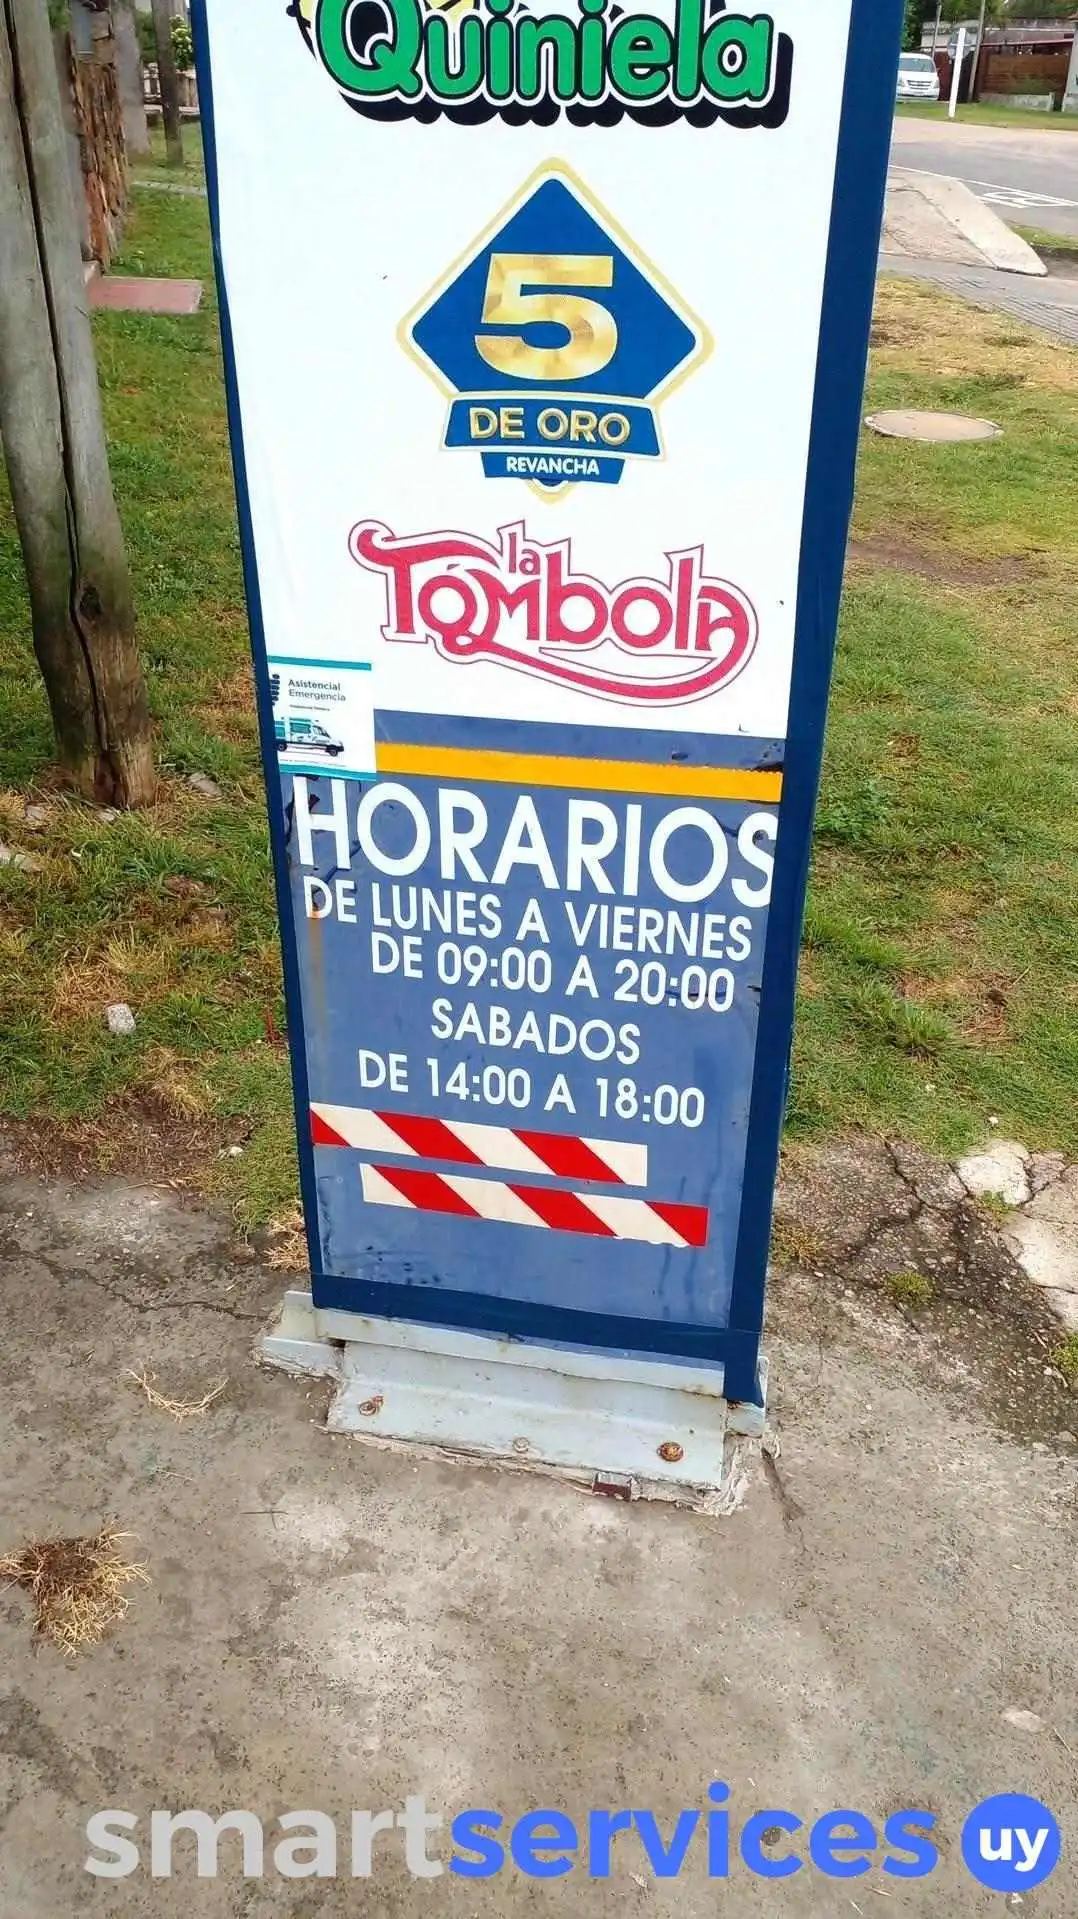 Quiniela
5
DE ORO
REVANCHA
la
Tómbola
Asistencial
Emergencia
HORARIOS
DE LUNES A VIERNES
DE 09:00 A 20:00
SABADOS
DE 14:00 A 18:00
smartservices uy